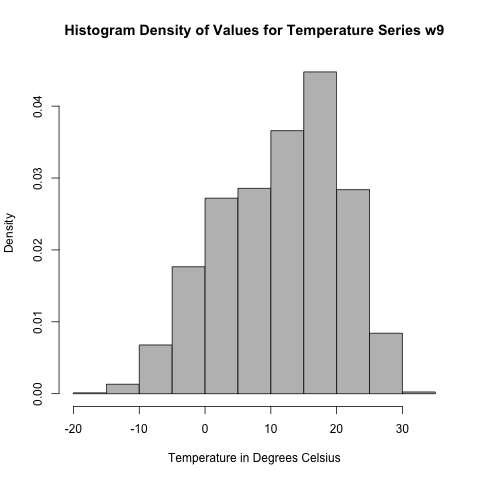 Histogram Density of Values for Temperature Series w9
Density
0.04
0.03
0.02
0.01
0.00
-20 -10 0 10 20 30
Temperature in Degrees Celsius